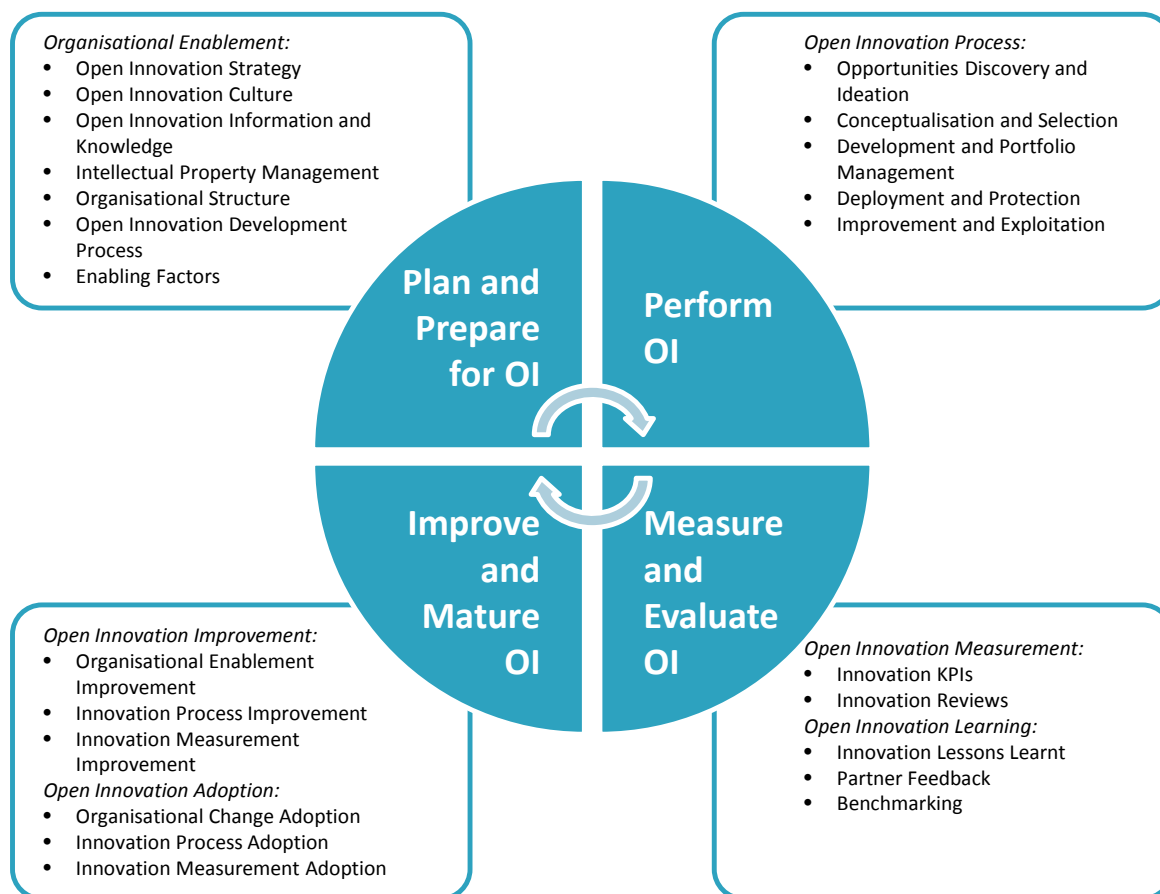 Organisational Enablement:
• Open Innovation Strategy
• Open Innovation Culture
• Open Innovation Information and
Knowledge
• Intellectual Property Management
• Organisational Structure
• Open Innovation Development
Process
• Enabling Factors
Open Innovation Process:
• Opportunities Discovery and
Ideation
• Conceptualisation and Selection
• Development and Portfolio
Management
• Deployment and Protection
• Improvement and Exploitation
Plan and
Prepare
for OI
Perform
OI
Improve
and
Mature
OI
Measure
and
Evaluate
OI
Open Innovation Improvement:
• Organisational Enablement
Improvement
• Innovation Process Improvement
• Innovation Measurement
Improvement
Open Innovation Adoption:
• Organisational Change Adoption
• Innovation Process Adoption
• Innovation Measurement Adoption
Open Innovation Measurement:
• Innovation KPIs
• Innovation Reviews
Open Innovation Learning:
• Innovation Lessons Learnt
• Partner Feedback
• Benchmarking